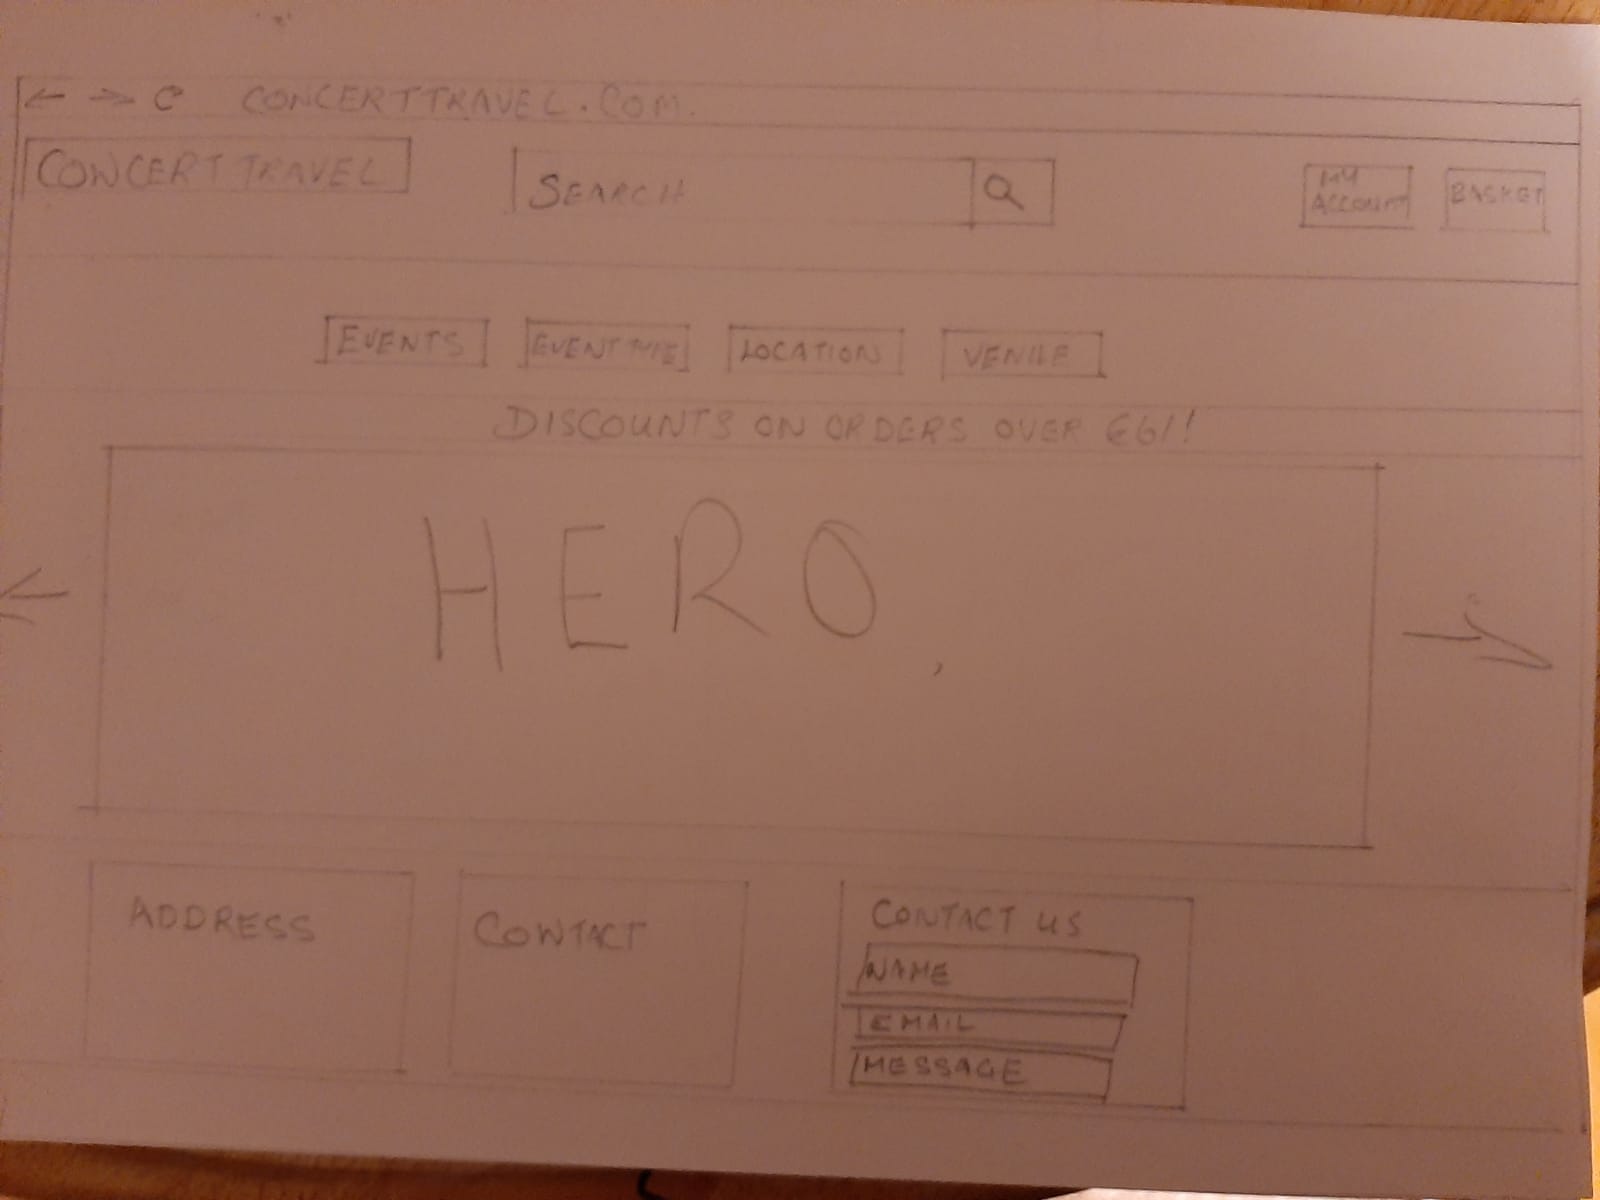 CONCERTTRAVEL.COM.
CONCERT TRAVEL
SEARCH
MY
ACCOUNT
BASKET
EVENTS
EVENT TYPE
LOCATION
VENUE
DISCOUNTS ON ORDERS OVER
HERO
ADDRESS
CONTACT
CONTACT US
NAME
EMAIL
MESSAGE